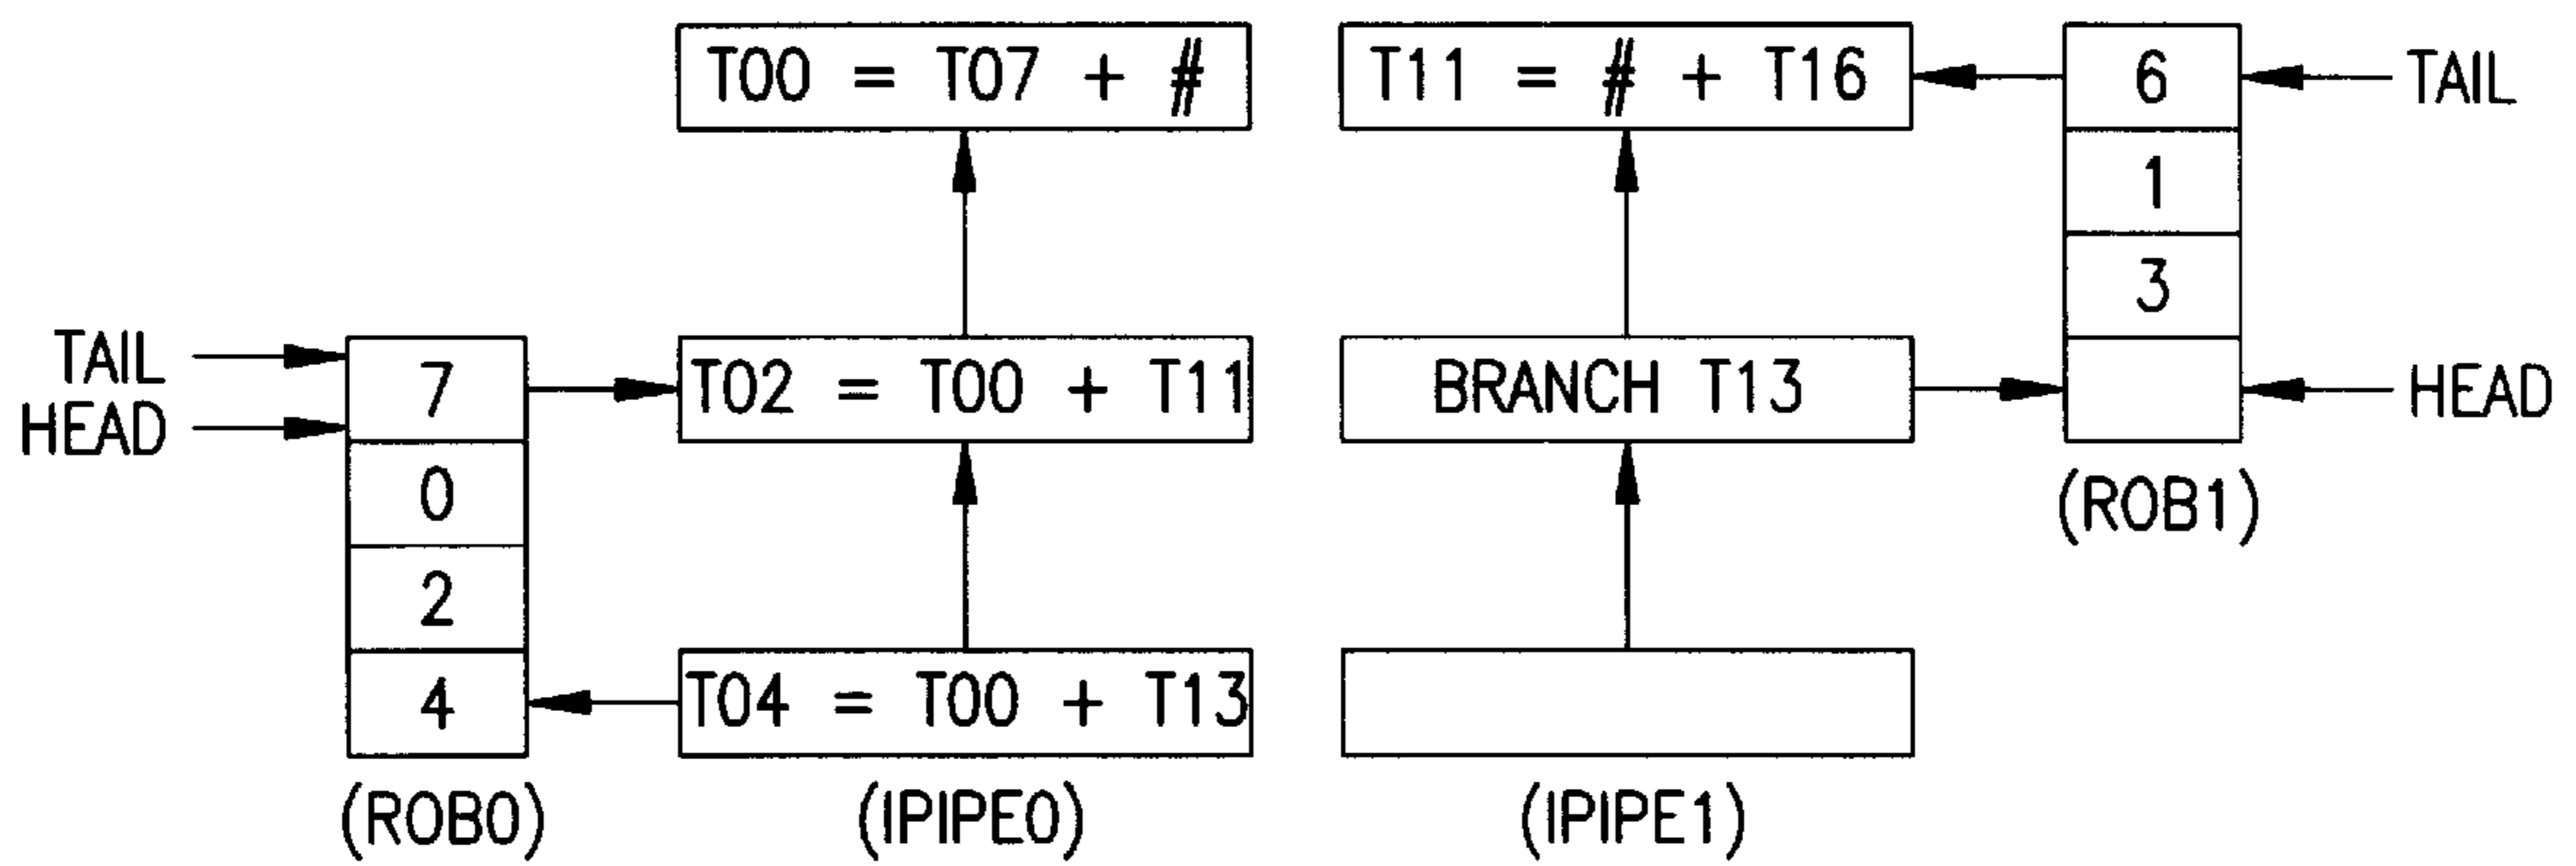 T00 = T07 + #
T11 = # + T16
6
TAIL
1
3
TAIL
HEAD
7
T02 = T00 + T11
BRANCH T13
HEAD
0
(ROB1)
2
4
T04 = T00 + T13
(ROB0)
(IPIPE0)
(IPIPE1)